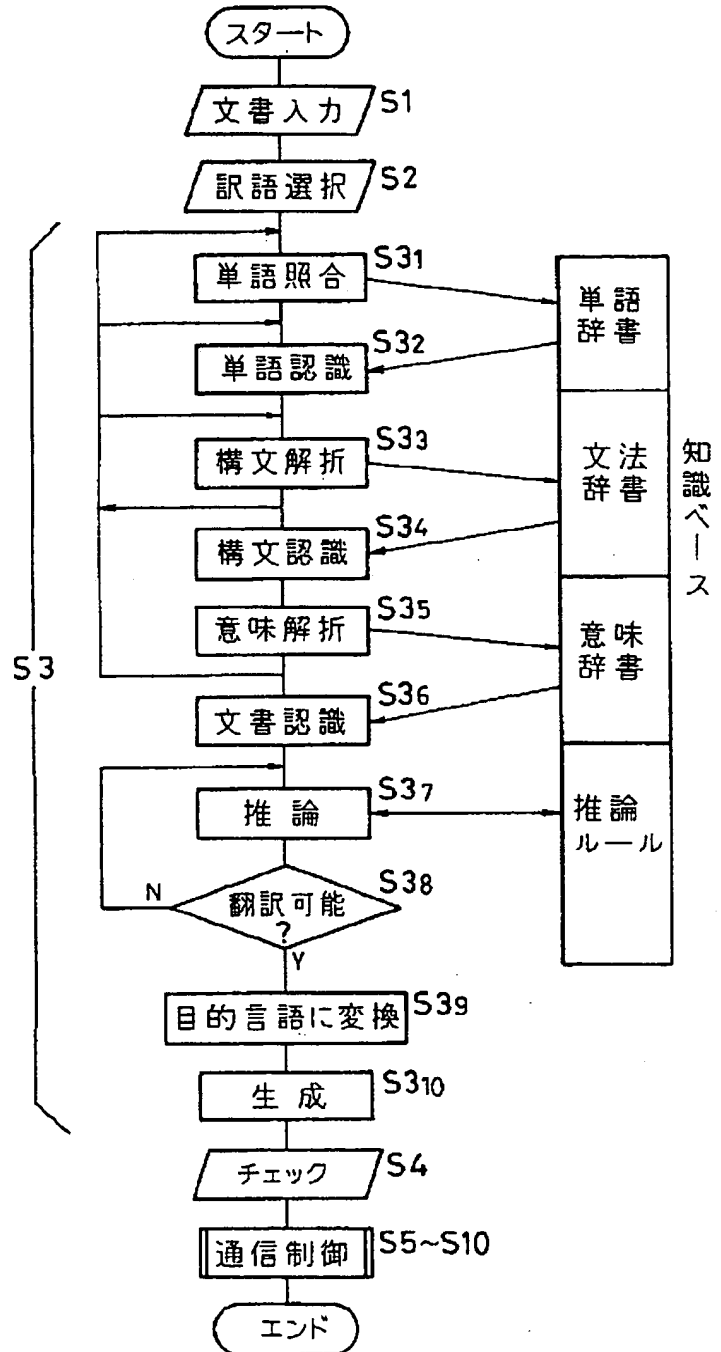 スタート
文書入力 S1
訳語選択 S2
S3
単語照合 S31
単語認識 S32
構文解折 S33
構文認識 S34
意味解折 S35
文書認識 S36
推論 S37
翻訳可能 S38
?
N
Y
目的言語に変換 S39
生成 S310
チェック S4
通信制御 S5~S10
エンド
単語
辞書
文法
辞書
意味
辞書
推論
ルール
知識ベース